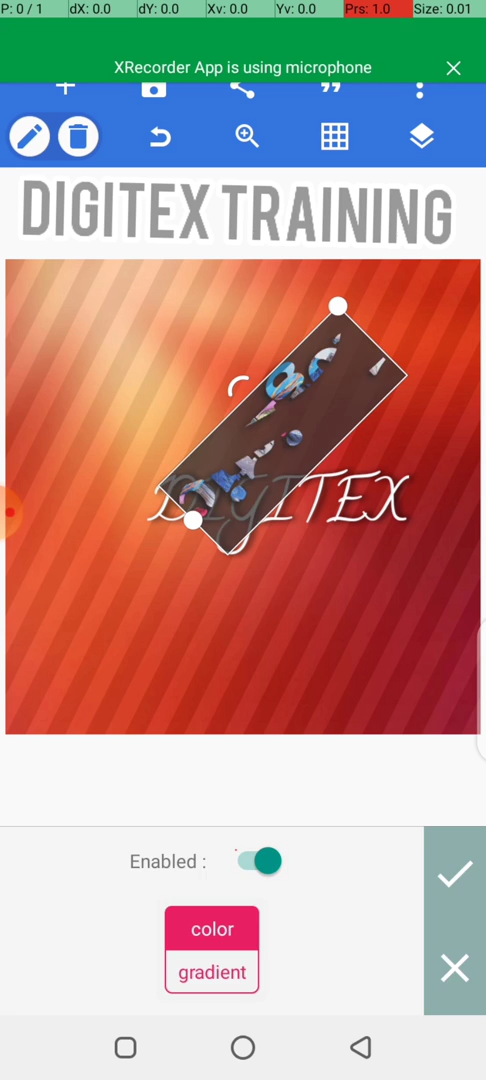 P: 0 / 1 dX: 0.0 dY: 0.0 Xv: 0.0 Yv: 0.0 Prs: 1.0 Size: 0.01
XRecorder App is using microphone
DIGITEX TRAINING
DIGITEX
Enabled :
color
gradient